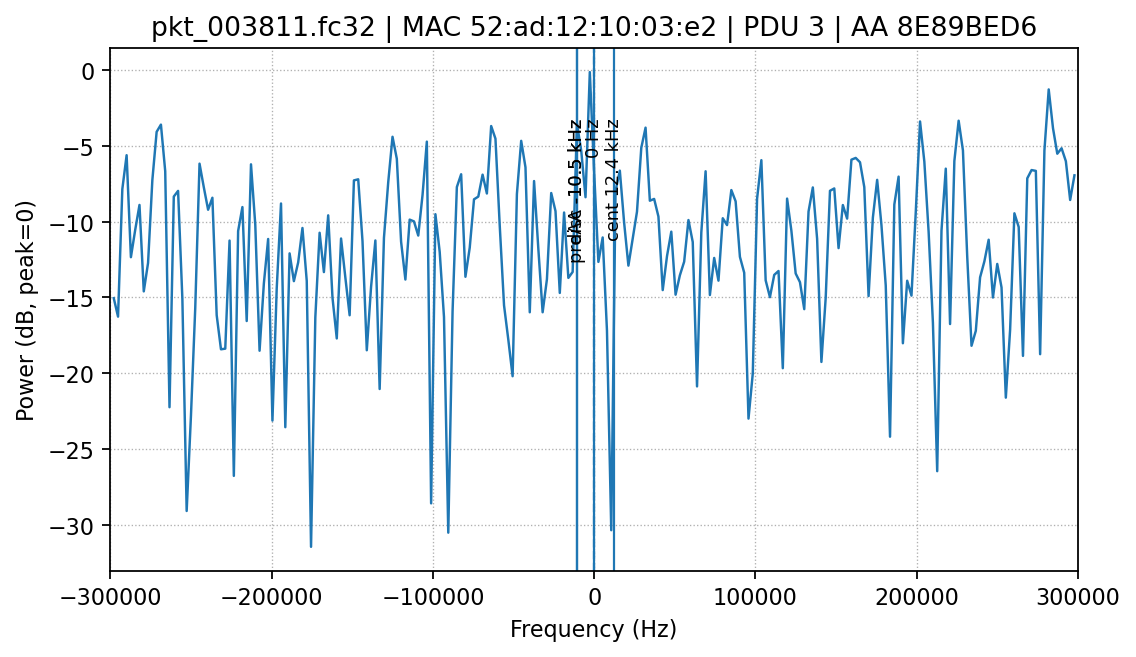 pkt_003811.fc32 | MAC 52:ad:12:10:03:e2 | PDU 3 | AA 8E89BED6
Power (dB, peak=0)
0
−5
−10
−15
−20
−25
−30
-10.5 kHz
0 Hz
cent 12.4 kHz
−300000
−200000
−100000
0
100000
200000
300000
Frequency (Hz)